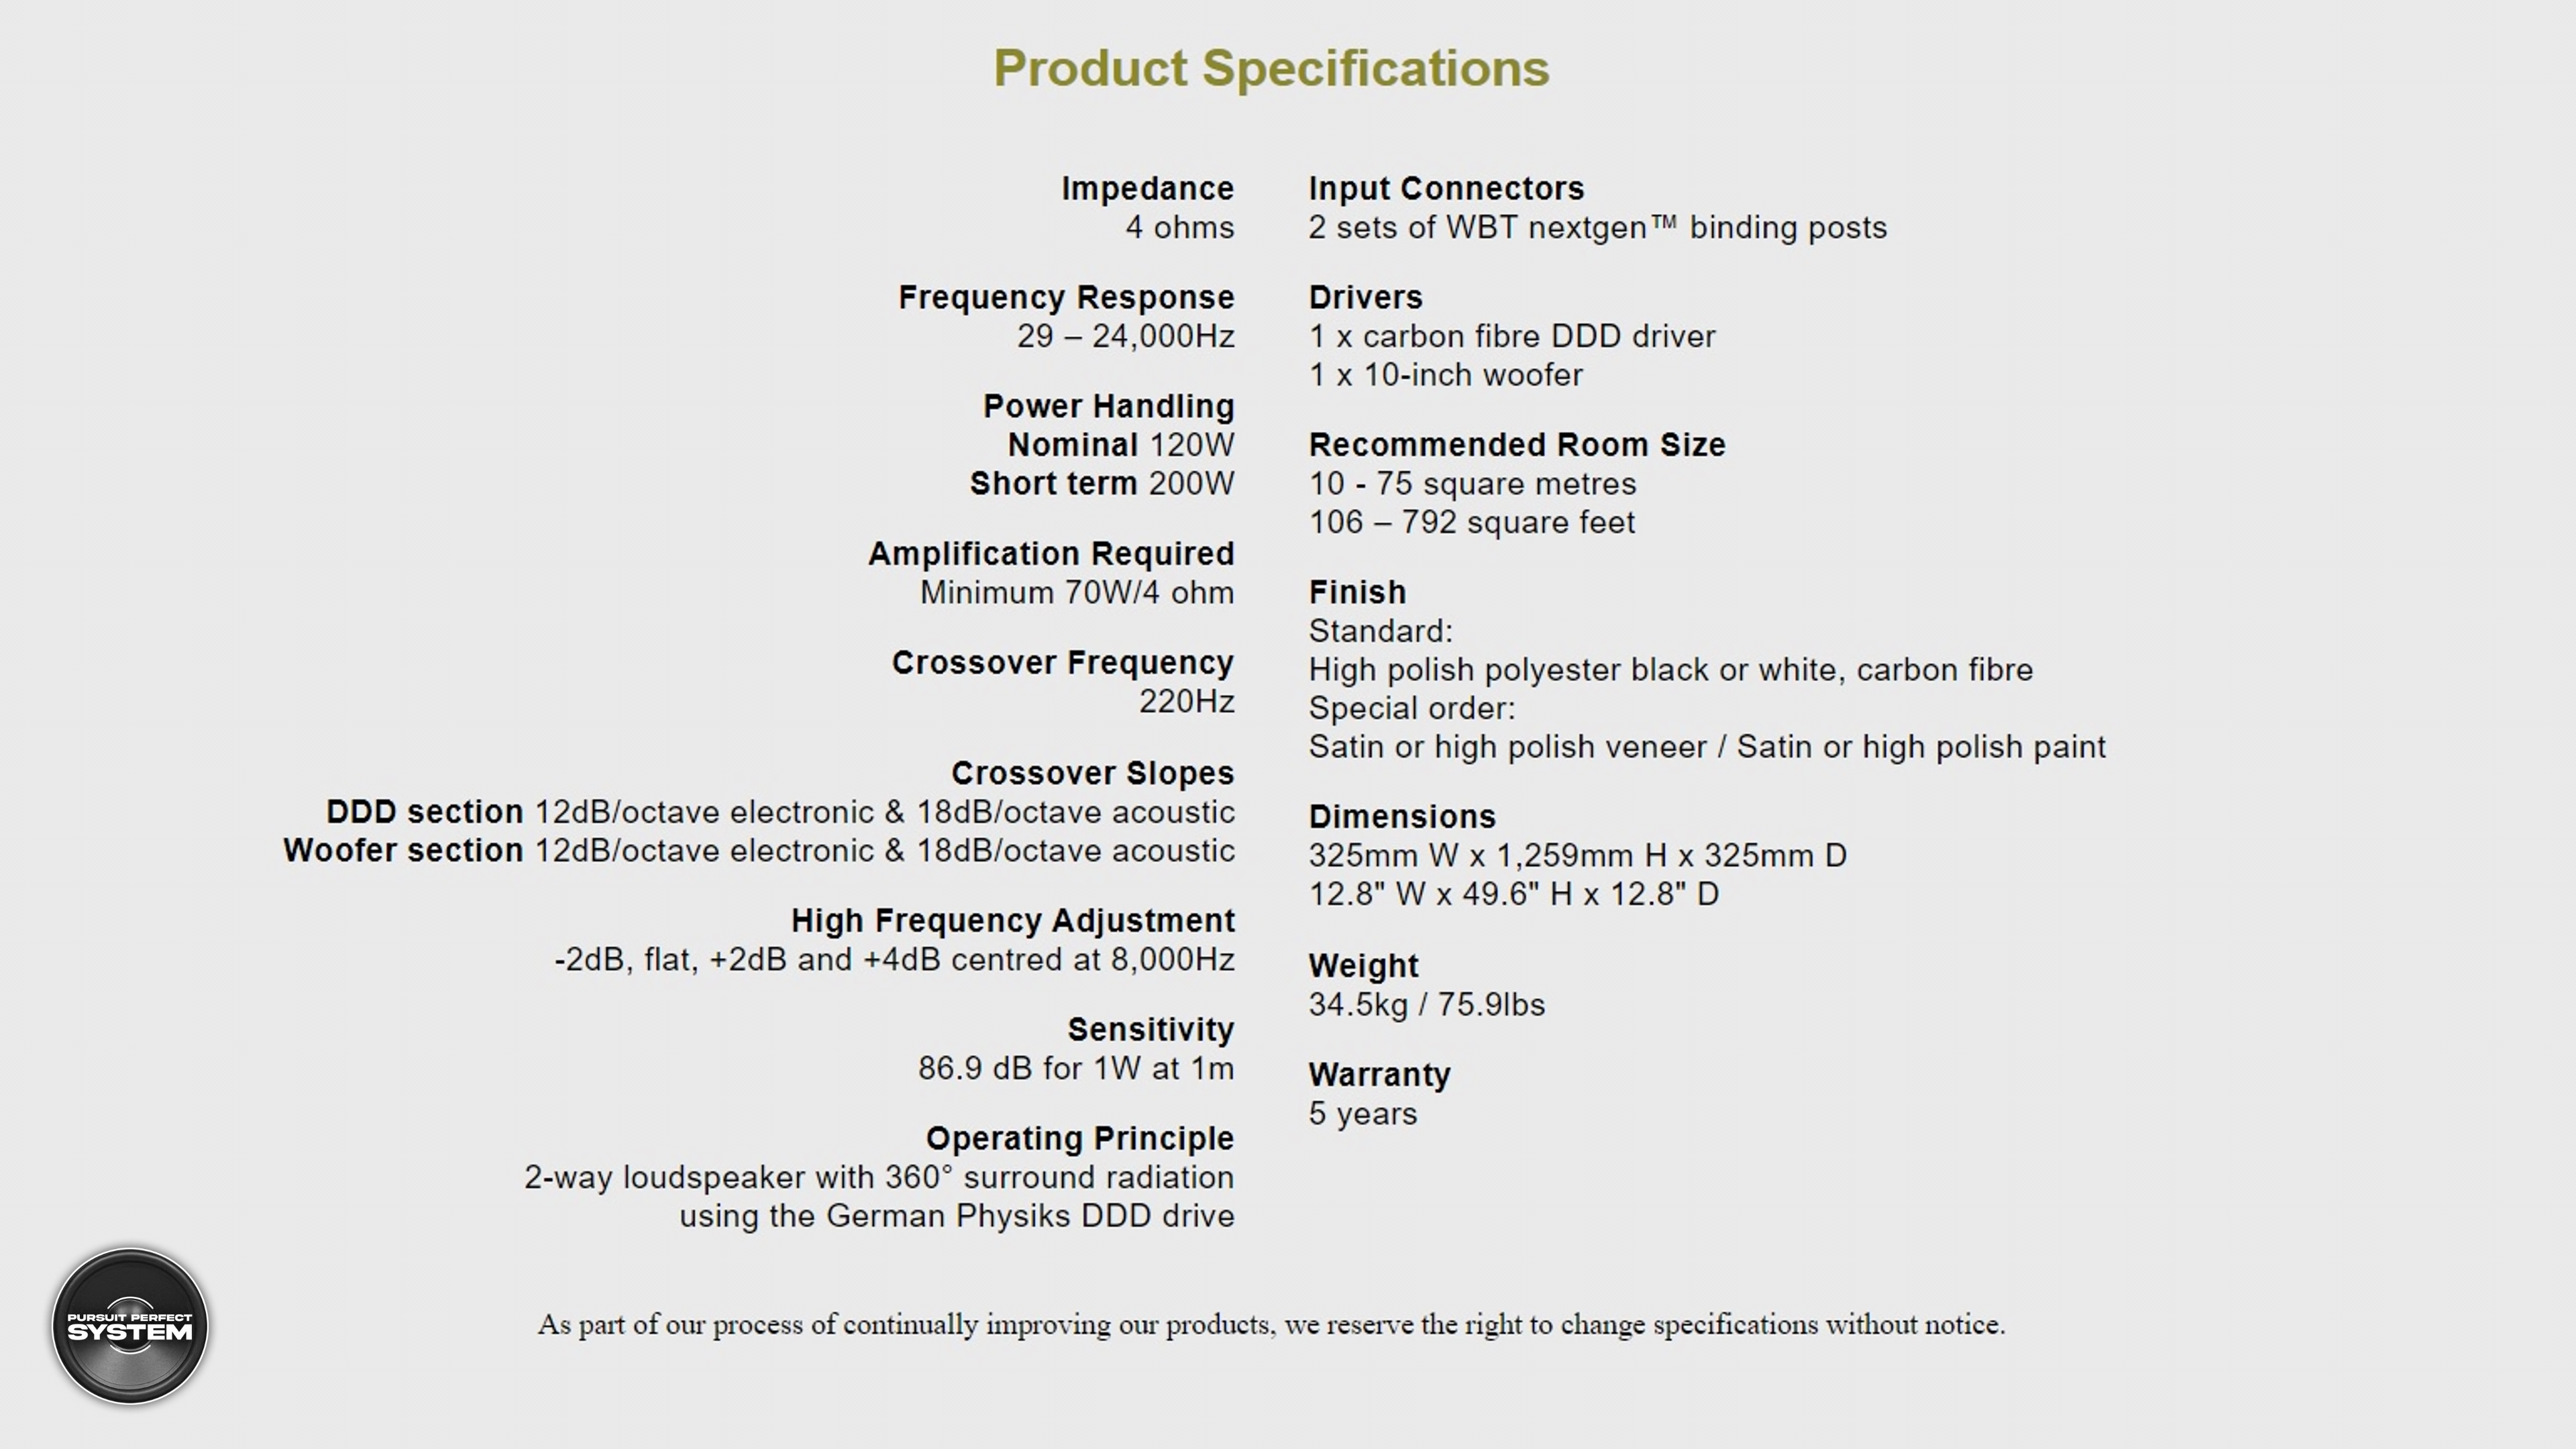 Product Specifications
Impedance
4 ohms
Frequency Response
29 – 24,000Hz
Power Handling
Nominal 120W
Short term 200W
Amplification Required
Minimum 70W/4 ohm
Crossover Frequency
220Hz
Crossover Slopes
DDD section 12dB/octave electronic & 18dB/octave acoustic
Woofer section 12dB/octave electronic & 18dB/octave acoustic
High Frequency Adjustment
-2dB, flat, +2dB and +4dB centred at 8,000Hz
Sensitivity
86.9 dB for 1W at 1m
Operating Principle
2-way loudspeaker with 360° surround radiation
using the German Physiks DDD drive
Input Connectors
2 sets of WBT nextgen™ binding posts
Drivers
1 x carbon fibre DDD driver
1 x 10-inch woofer
Recommended Room Size
10 - 75 square metres
106 – 792 square feet
Finish
Standard:
High polish polyester black or white, carbon fibre
Special order:
Satin or high polish veneer / Satin or high polish paint
Dimensions
325mm W x 1,259mm H x 325mm D
12.8" W x 49.6" H x 12.8" D
Weight
34.5kg / 75.9lbs
Warranty
5 years
PURSUIT PERFECT
SYSTEM
As part of our process of continually improving our products, we reserve the right to change specifications without notice.